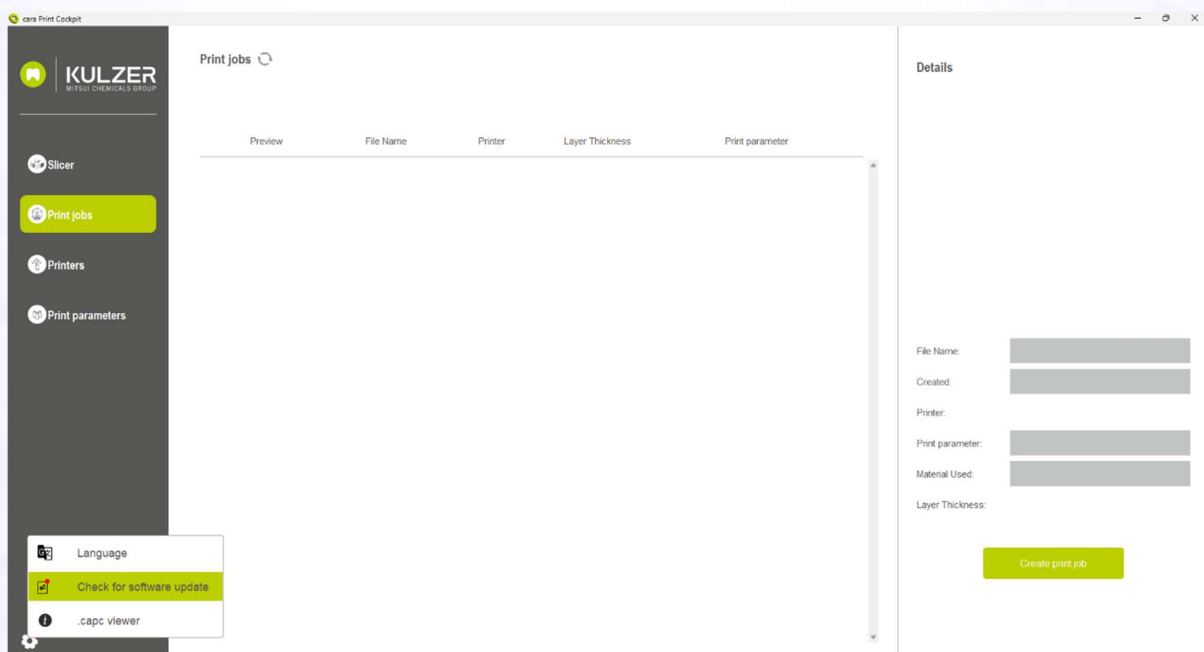 cara Print Cockpit
KULZER
MITSUI CHEMICALS GROUP
Slicer
Print jobs
Printers
Print parameters
Language
Check for software update
.capc viewer
Print jobs
Preview File Name Printer Layer Thickness Print parameter
Details
File Name:
Created:
Printer:
Print parameter:
Material Used:
Layer Thickness:
Create print job